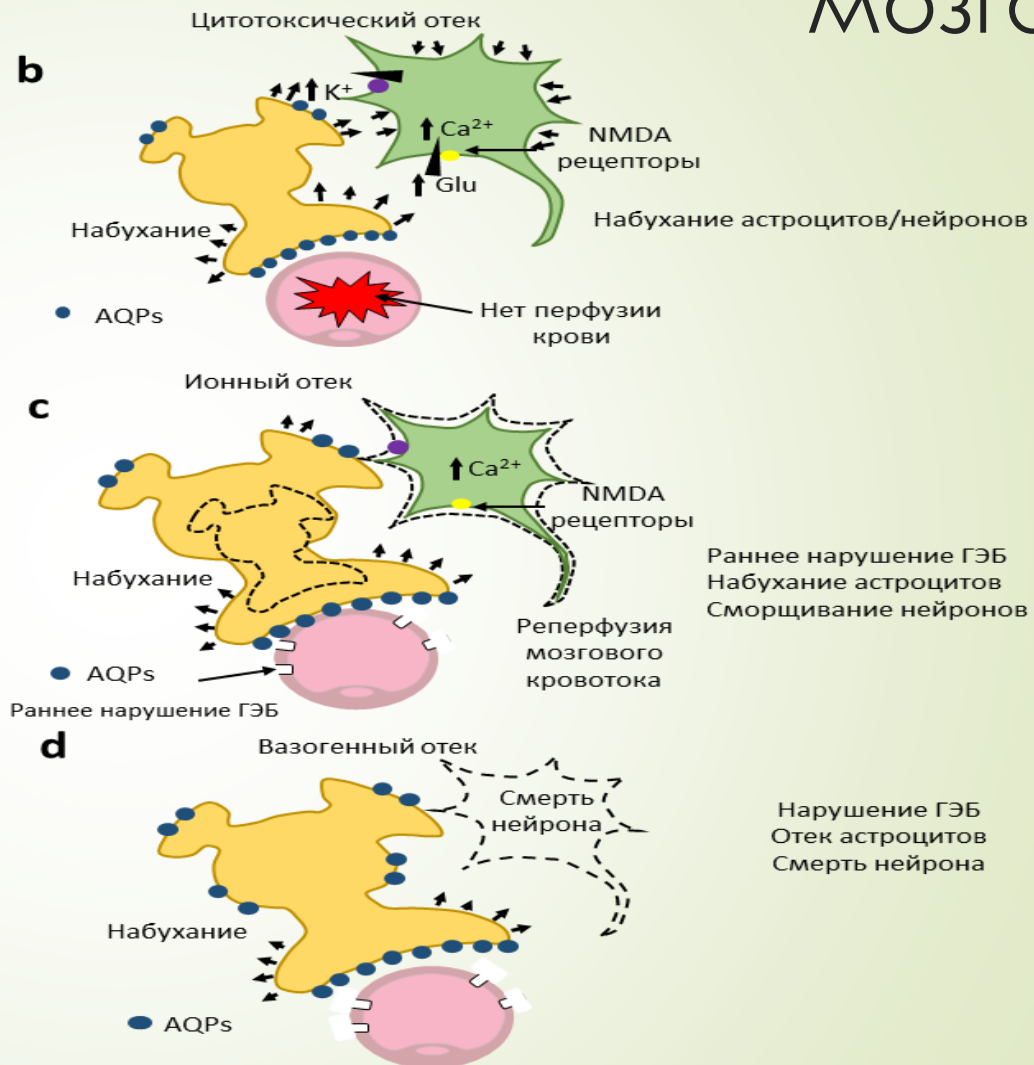 МОЗГО
Цитотоксический отек
b
K⁺
Ca²⁺
NMDA
рецепторы
Glu
Набухание астроцитов/нейронов
Набухание
AQPs
Нет перфузии
крови
Ионный отек
c
Ca²⁺
NMDA
рецепторы
Набухание
Раннее нарушение ГЭБ
Набухание астроцитов
Сморщивание нейронов
Реперфузия
мозгового
кровотока
AQPs
Раннее нарушение ГЭБ
d
Вазогенный отек
Смерть
нейрона
Нарушение ГЭБ
Отек астроцитов
Смерть нейрона
Набухание
AQPs